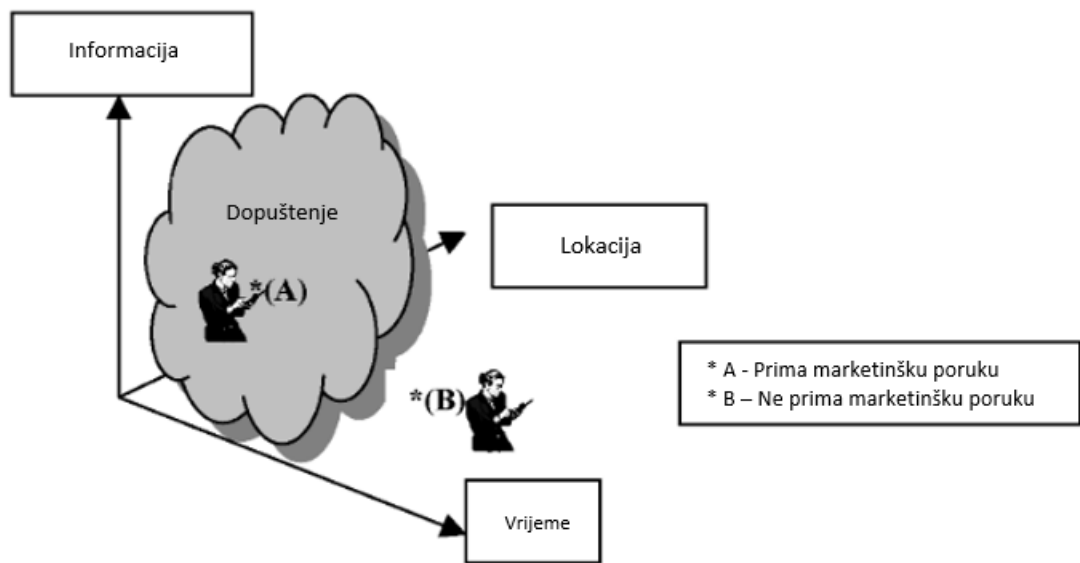 Informacija
Dopuštenje
Lokacija
*(A)
* A - Prima marketinšku poruku
* B – Ne prima marketinšku poruku
*(B)
Vrijeme